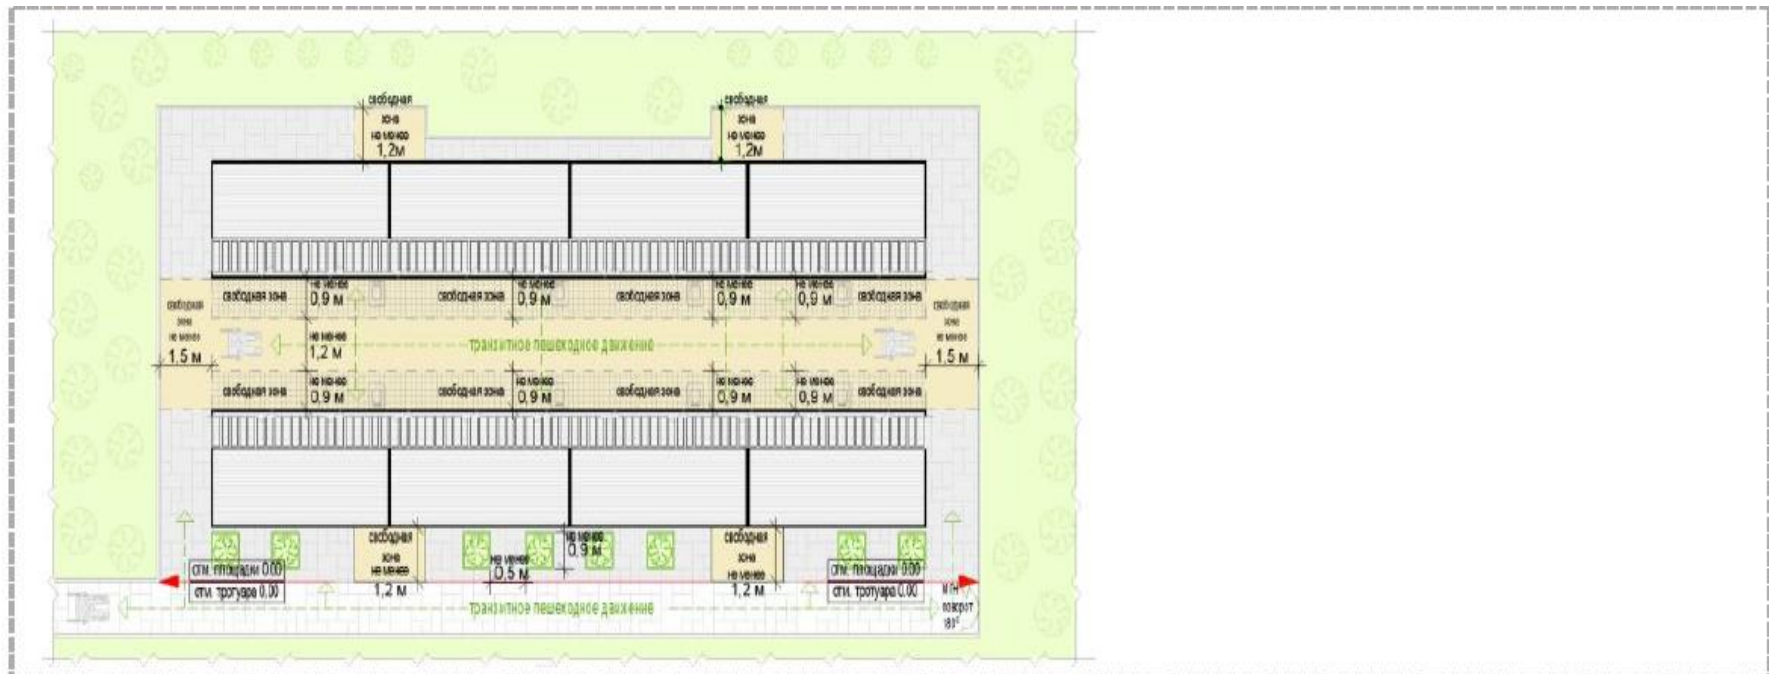 свободная
зона
не менее
1,2м
свободная
зона
не менее
1,2м
свободная
зона
не менее
1.5 м
свободная зона
не менее
0,9 м
свободная зона
не менее
0,9 м
свободная зона
не менее
0,9 м
не менее
0,9 м
свободная зона
свободная
зона
не менее
1.5 м
не менее
1,2 м
транзитное пешеходное движение
свободная зона
не менее
0,9 м
свободная зона
не менее
0,9 м
свободная зона
не менее
0,9 м
не менее
0,9 м
свободная зона
свободная
зона
не менее
1,2 м
не менее
0,9 м
не менее
0,5 м
свободная
зона
не менее
1,2 м
отм. площадки 0.00
отм. тротуара 0,00
отм. площадки 0.00
отм. тротуара 0.00
транзитное пешеходное движение
МГН
поворот
180°